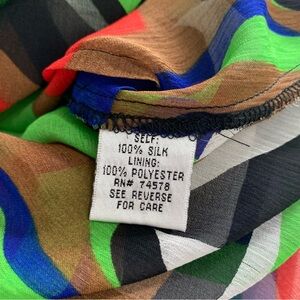 SELF:
100% SILK
LINING:
100% POLYESTER
RN# 74578
SEE REVERSE
FOR CARE